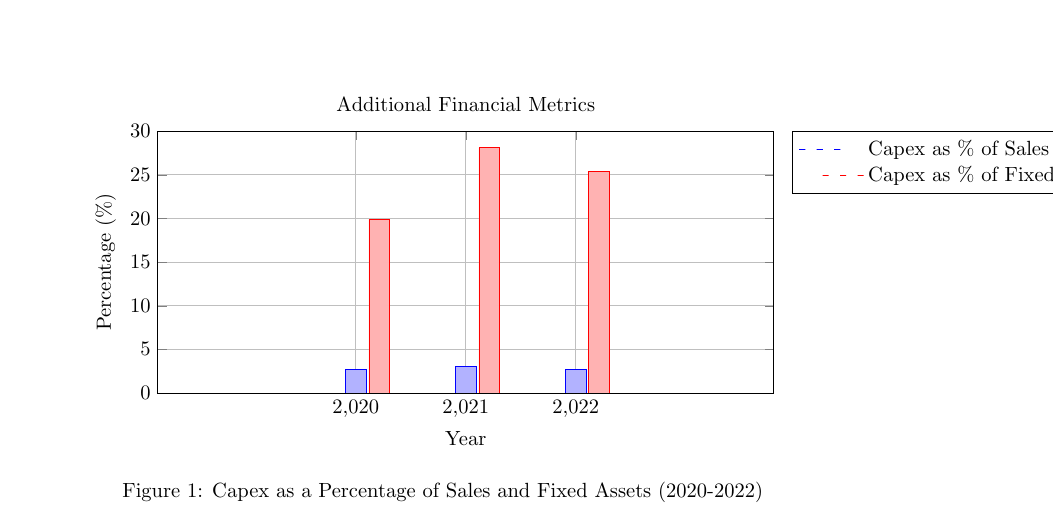 Additional Financial Metrics
30
25
20
15
10
5
0
Percentage (%)
2,020 2,021 2,022
Year
Capex as % of Sales
Capex as % of Fixed
Figure 1: Capex as a Percentage of Sales and Fixed Assets (2020-2022)